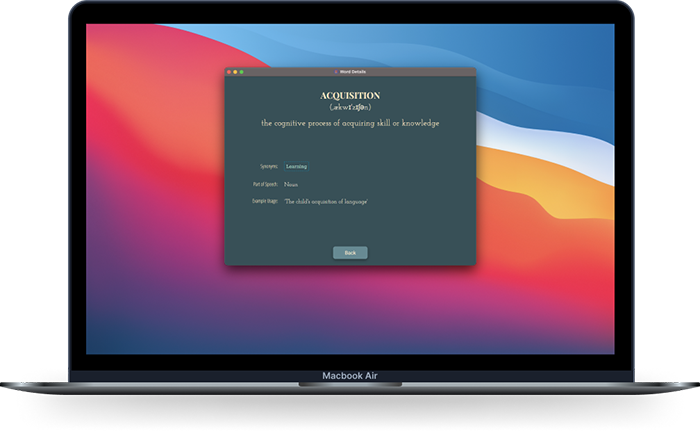 Word Details
ACQUISITION
(ˌækwɪˈzɪʃən)
the cognitive process of acquiring skill or knowledge
Synonyms: Learning
Part of Speech: Noun
Example Usage: 'The child's acquisition of language'
Back
Macbook Air